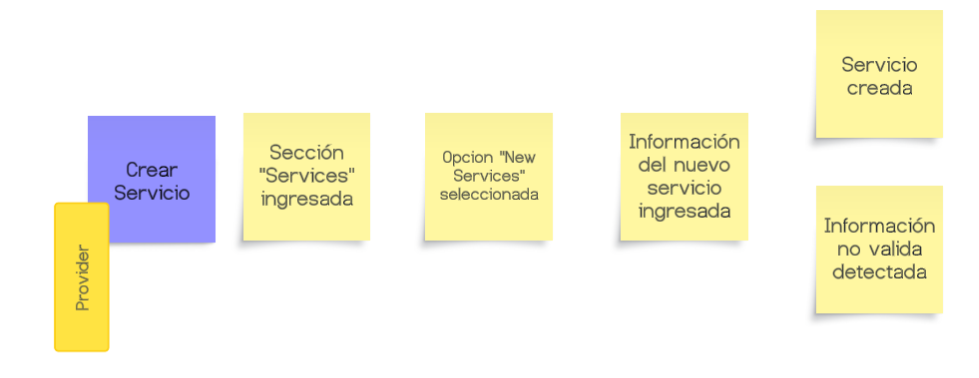 Crear
Servicio
Provider
Sección
"Services"
ingresada
Opcion "New
Services"
seleccionada
Información
del nuevo
servicio
ingresada
Servicio
creada
Información
no valida
detectada